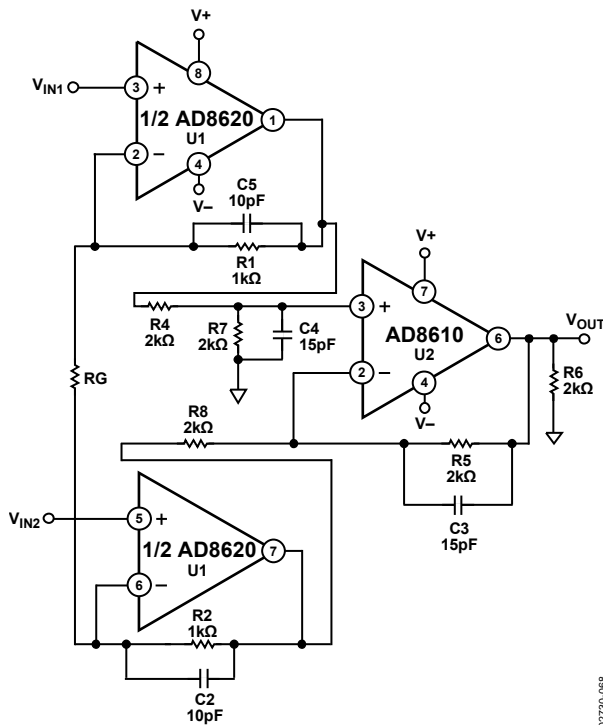 V+
8
VIN1
3
+
1/2 AD8620
U1
1
2
−
4
V−
C5
10pF
R1
1kΩ
V+
7
R4
2kΩ
R7
2kΩ
C4
15pF
3
+
AD8610
U2
6
VOUT
2
−
4
V−
R6
2kΩ
RG
R8
2kΩ
R5
2kΩ
C3
15pF
VIN2
5
+
1/2 AD8620
U1
7
6
−
R2
1kΩ
C2
10pF
02730-068